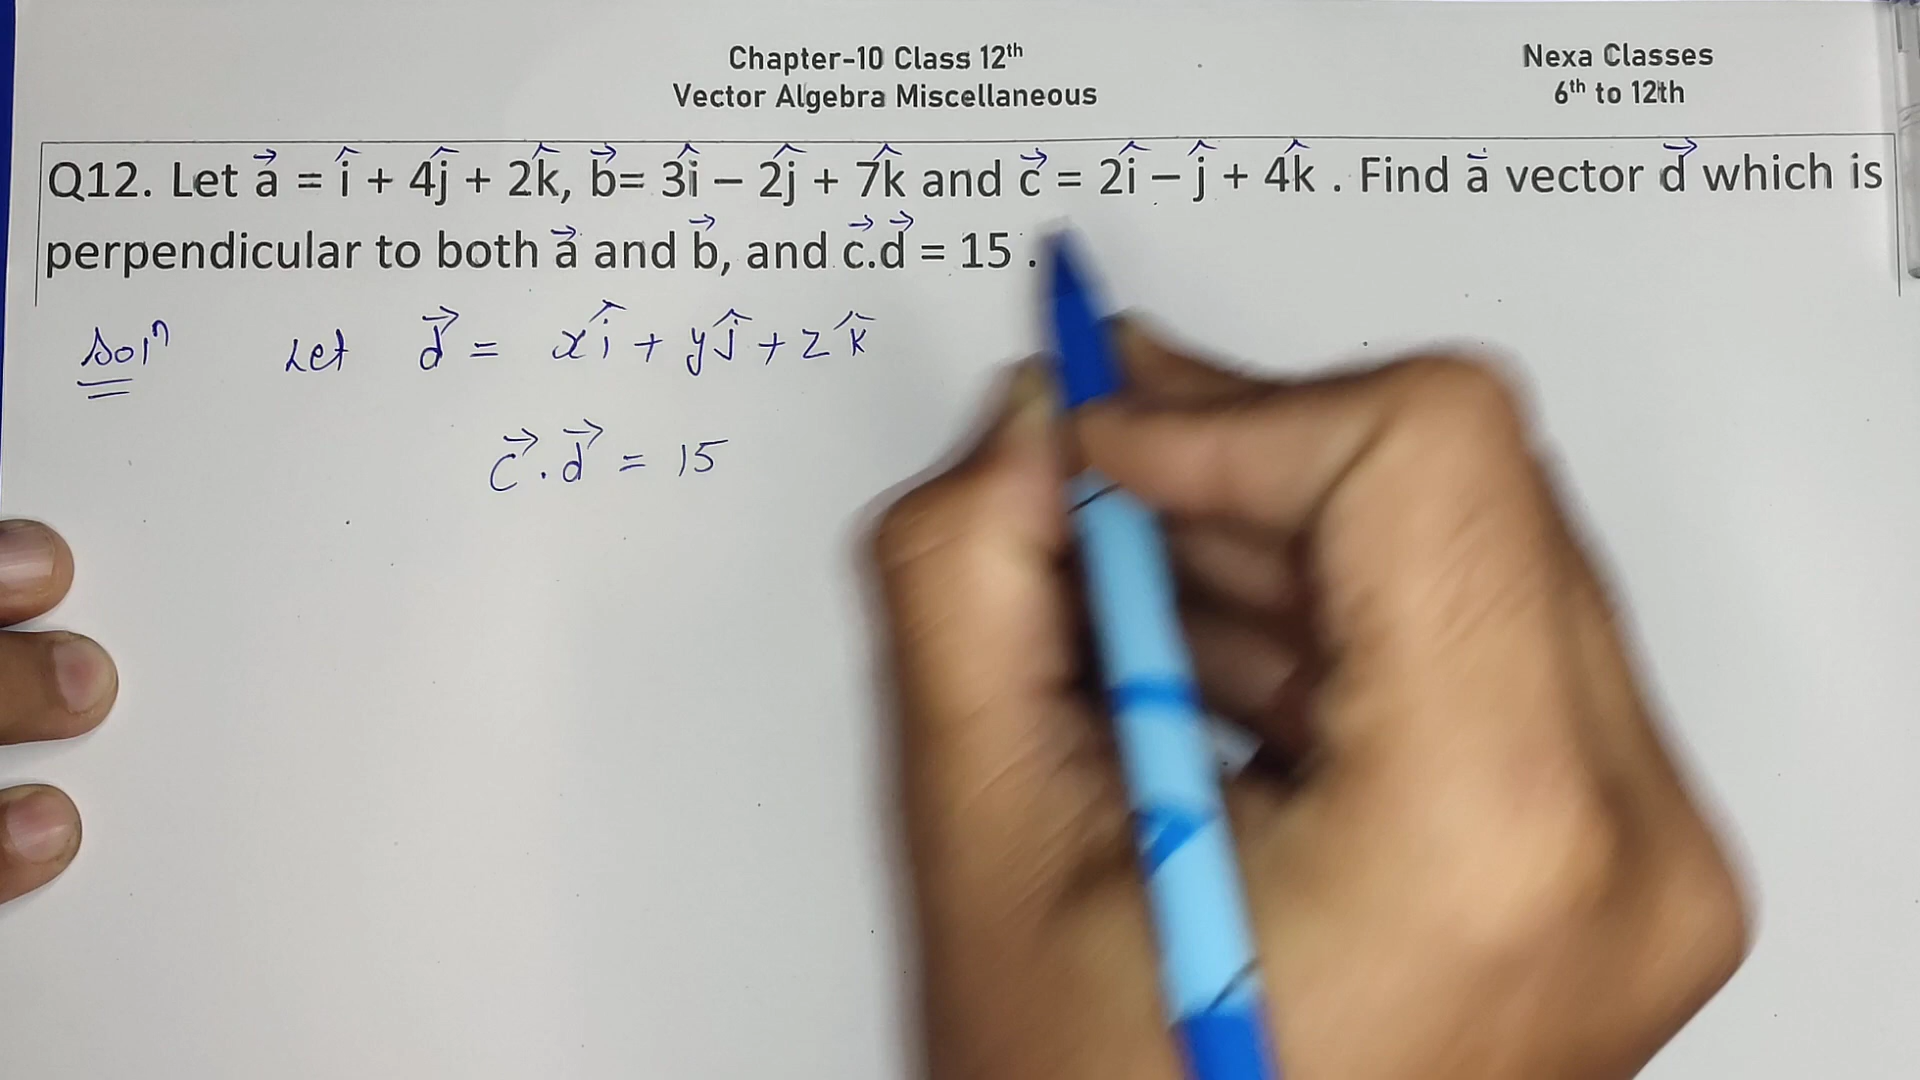 Chapter-10 Class 12th
Vector Algebra Miscellaneous
Nexa Classes
6th to 12th
Q12. Let a⃗ = î + 4ĵ + 2k̂, b⃗= 3î – 2ĵ + 7k̂ and c⃗ = 2î – ĵ + 4k̂ . Find a⃗ vector d⃗ which is
perpendicular to both a⃗ and b⃗, and c⃗.d⃗ = 15 .
Solⁿ Let d⃗ = xî + yĵ + zk̂
c⃗ . d⃗ = 15